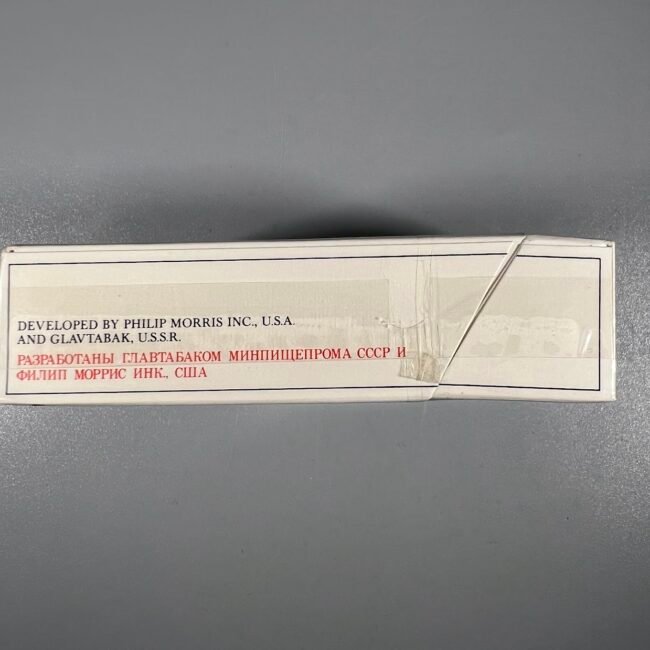 DEVELOPED BY PHILIP MORRIS INC., U.S.A.
AND GLAVTABAK, U.S.S.R.
РАЗРАБОТАНЫ ГЛАВТАБАКОМ МИНПИЩЕПРОМА СССР И
ФИЛИП МОРРИС ИНК., США